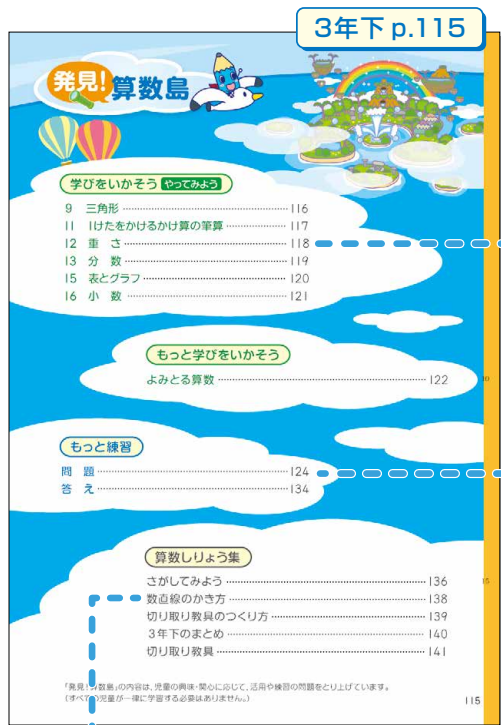 3年下 p.115
発見!
算数島
学びをいかそう やってみよう
9 三角形 116
11 1けたをかけるかけ算の筆算 117
12 重さ 118
13 分数 119
15 表とグラフ 120
16 小数 121
もっと学びをいかそう
よみとる算数 122
10
もっと練習
問題 124
答え 134
算数しりょう集
さがしてみよう 136
15
数直線のかき方 138
切り取り教具のつくり方 139
3年下のまとめ 140
切り取り教具 141
「発見!算数島」の内容は、児童の興味・関心に応じて、活用や練習の問題をとり上げています。
(すべての児童が一律に学習する必要はありません。)
115